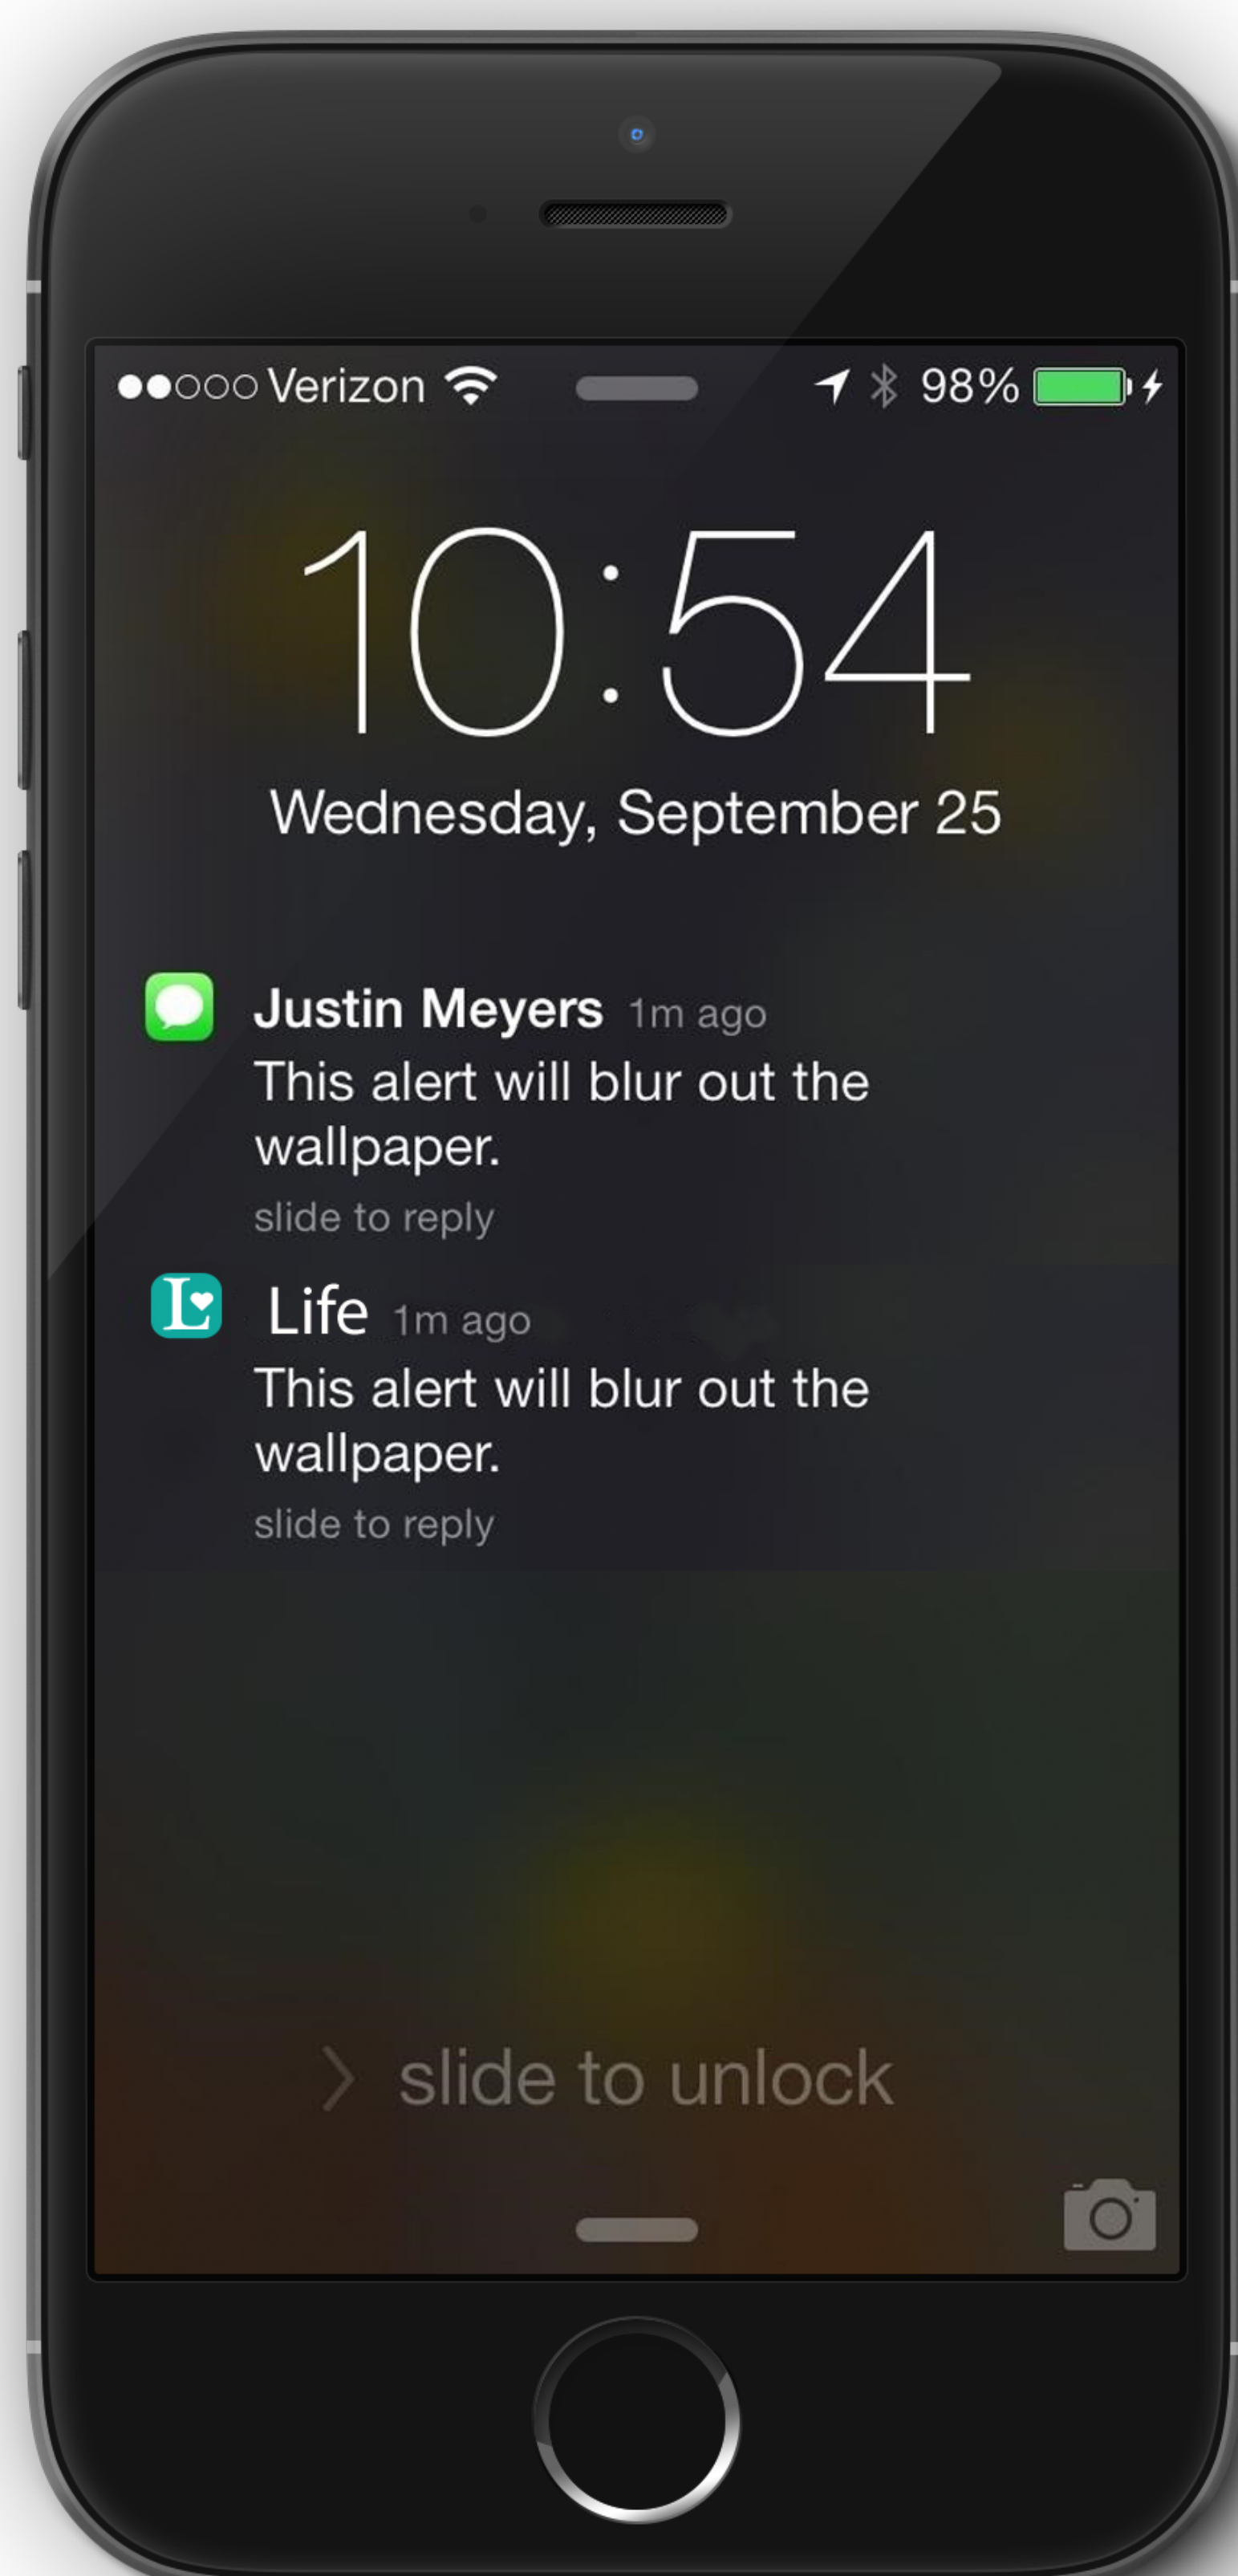 Verizon 98%
10:54
Wednesday, September 25
Justin Meyers 1m ago
This alert will blur out the
wallpaper.
slide to reply
L
Life 1m ago
This alert will blur out the
wallpaper.
slide to reply
slide to unlock